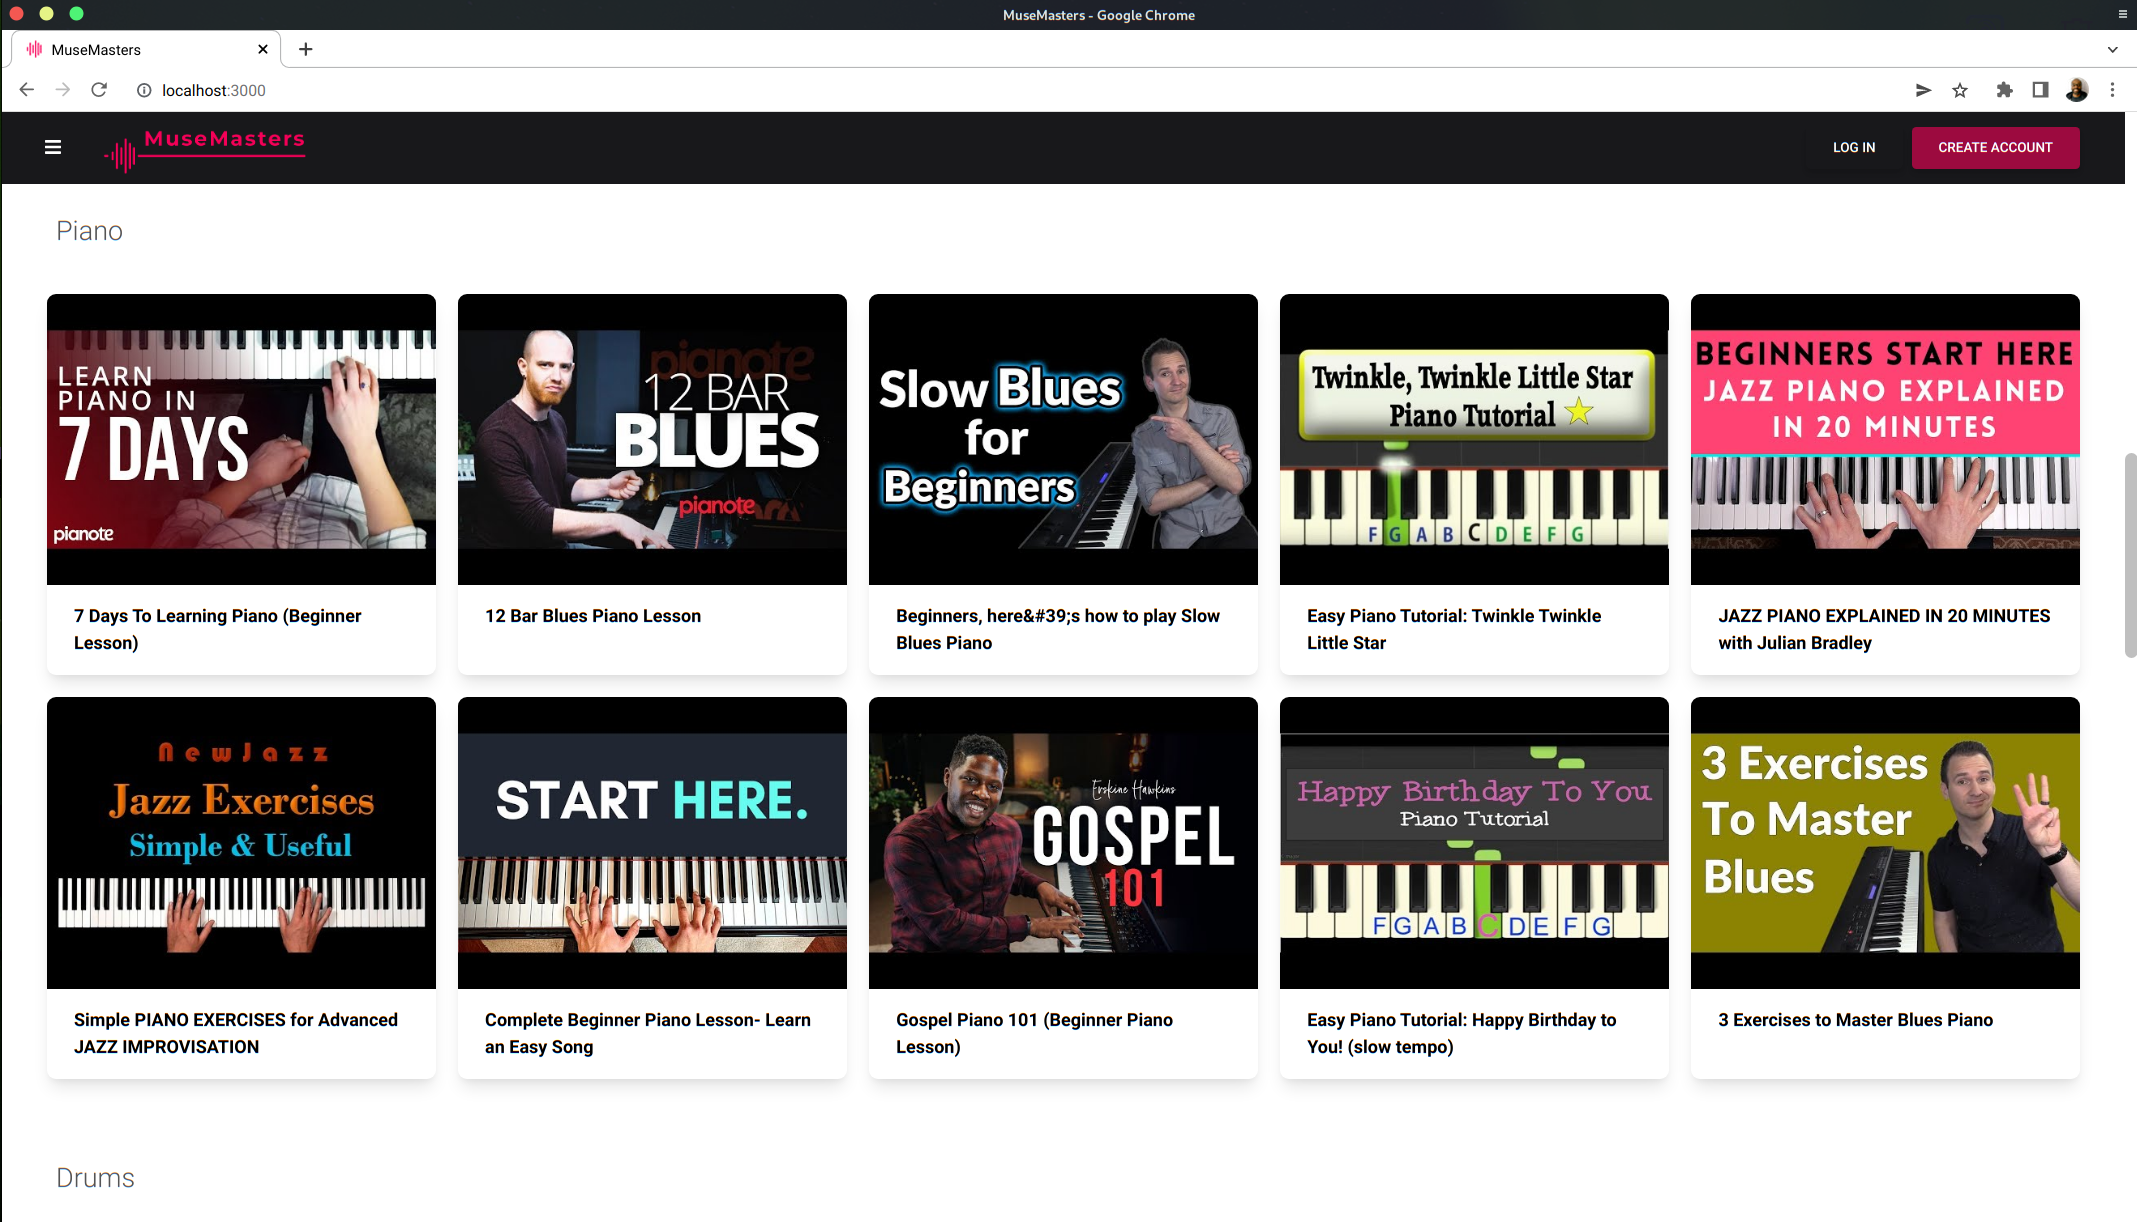 MuseMasters - Google Chrome
MuseMasters
localhost:3000
MuseMasters
LOG IN
CREATE ACCOUNT
Piano
LEARN
PIANO IN
7 DAYS
pianote
pianote
12 BAR
BLUES
pianote
Slow Blues
for
Beginners
Twinkle, Twinkle Little Star
Piano Tutorial
F G A B C D E F G
BEGINNERS START HERE
JAZZ PIANO EXPLAINED
IN 20 MINUTES
7 Days To Learning Piano (Beginner
Lesson)
12 Bar Blues Piano Lesson
Beginners, here&#39;s how to play Slow
Blues Piano
Easy Piano Tutorial: Twinkle Twinkle
Little Star
JAZZ PIANO EXPLAINED IN 20 MINUTES
with Julian Bradley
NewJazz
Jazz Exercises
Simple & Useful
START HERE.
Erskine Hawkins
GOSPEL
101
Happy Birthday To You
Piano Tutorial
F G A B C D E F G
3 Exercises
To Master
Blues
Simple PIANO EXERCISES for Advanced
JAZZ IMPROVISATION
Complete Beginner Piano Lesson- Learn
an Easy Song
Gospel Piano 101 (Beginner Piano
Lesson)
Easy Piano Tutorial: Happy Birthday to
You! (slow tempo)
3 Exercises to Master Blues Piano
Drums